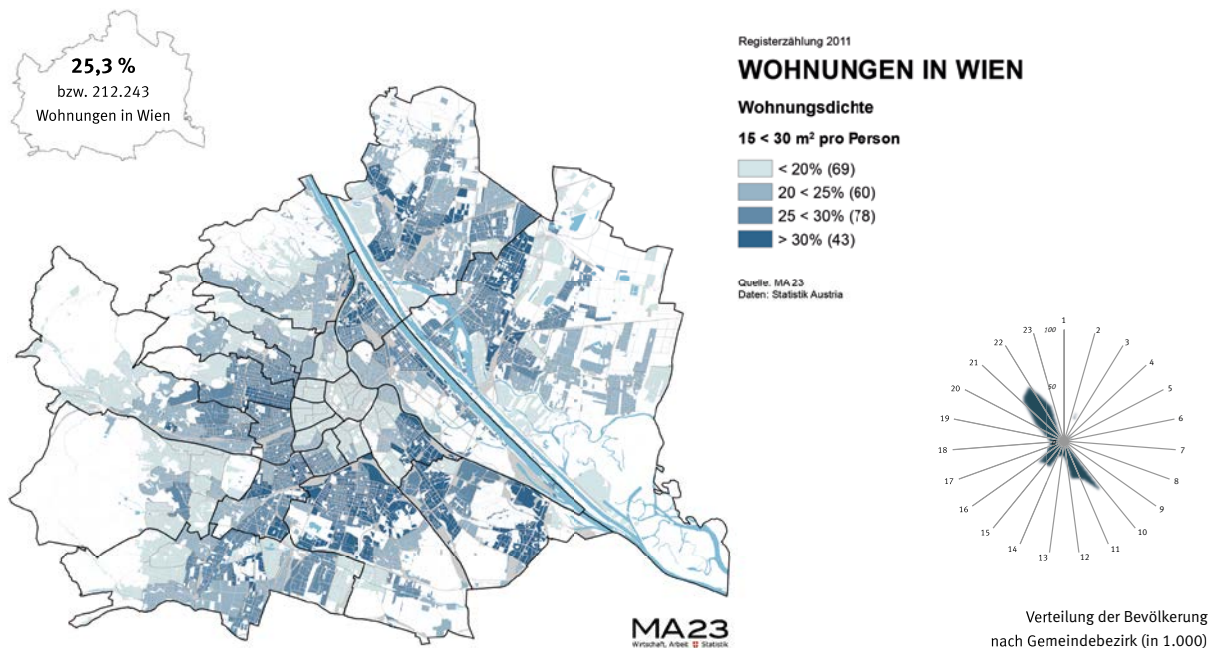 25,3 %
bzw. 212.243
Wohnungen in Wien
Registerzählung 2011
WOHNUNGEN IN WIEN
Wohnungsdichte
15 < 30 m² pro Person
< 20% (69)
20 < 25% (60)
25 < 30% (78)
> 30% (43)
Quelle: MA 23
Daten: Statistik Austria
1
100
2
3
4
50
5
6
7
8
9
10
11
12
13
14
15
16
17
18
19
20
21
22
23
MA23
Wirtschaft, Arbeit Statistik
Verteilung der Bevölkerung
nach Gemeindebezirk (in 1.000)